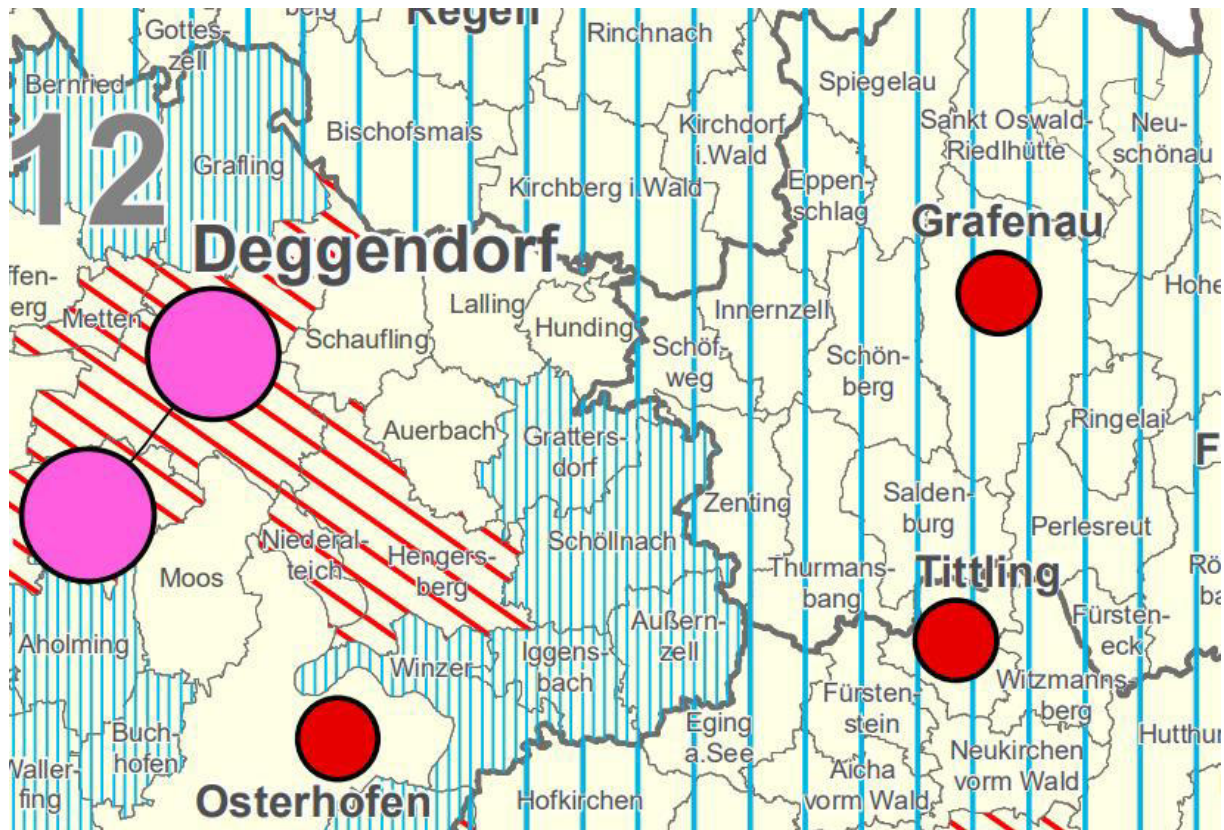 berg
Regen
Gottes-
zell
Rinchnach
Bernried
Spiegelau
12
Bischofsmais
Kirchdorf
i.Wald
Sankt Oswald-
Riedlhütte
Neu-
schönau
Grafling
Kirchberg i.Wald
Eppen-
schlag
Grafenau
Deggendorf
ffen-
erg
Metten
Lalling
Hunding
Schaufling
Innernzell
Hohe
Schöf-
weg
Schön-
berg
Auerbach
Gratters-
dorf
Ringelai
F
Zenting
Salden-
burg
Perlesreut
Niederal-
teich
Hengers-
berg
Schöllnach
Moos
Thurmans-
bang
Tittling
Rö
ba
Aholming
Winzer
Iggens-
bach
Außern-
zell
Fürsten-
eck
Fürsten-
stein
Witzmanns-
berg
Buch-
hofen
Eging
a.See
Hutthur
Neukirchen
vorm Wald
Waller-
fing
Osterhofen
Hofkirchen
Aicha
vorm Wald